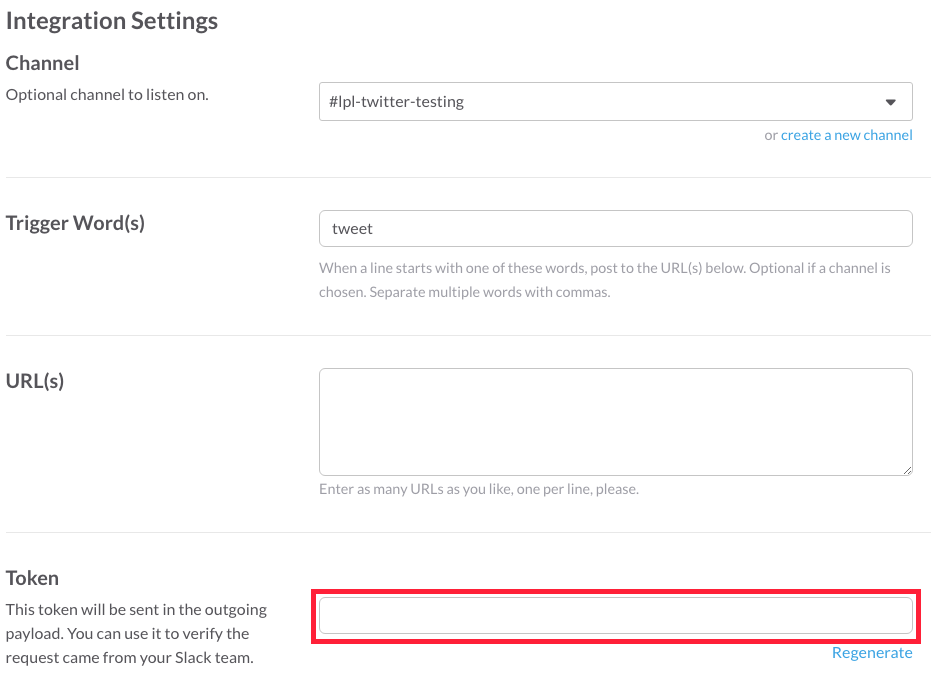 Integration Settings
Channel
Optional channel to listen on.
#lpl-twitter-testing
or create a new channel
Trigger Word(s)
tweet
When a line starts with one of these words, post to the URL(s) below. Optional if a channel is
chosen. Separate multiple words with commas.
URL(s)
Enter as many URLs as you like, one per line, please.
Token
This token will be sent in the outgoing
payload. You can use it to verify the
request came from your Slack team.
Regenerate